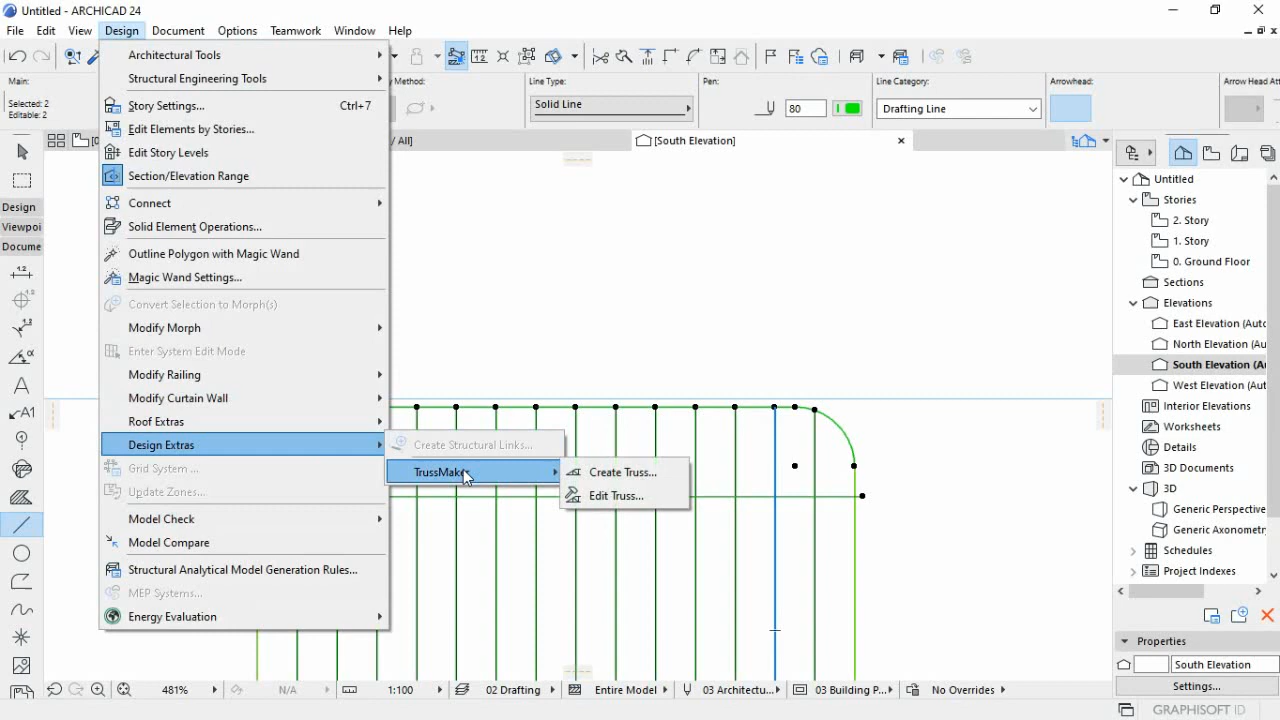 Untitled - ARCHICAD 24
File Edit View Design Document Options Teamwork Window Help
Main:
Selected: 2
Editable: 2
Method:
Line Type:
Solid Line
Pen:
80
Line Category:
Drafting Line
Arrowhead:
Arrow Head At
/ All]
[South Elevation]
Design
Viewpoi
Docume
Architectural Tools
Structural Engineering Tools
Story Settings... Ctrl+7
Edit Elements by Stories...
Edit Story Levels
Section/Elevation Range
Connect
Solid Element Operations...
Outline Polygon with Magic Wand
Magic Wand Settings...
Convert Selection to Morph(s)
Modify Morph
Enter System Edit Mode
Modify Railing
Modify Curtain Wall
Roof Extras
Design Extras
Grid System ...
Update Zones...
Model Check
Model Compare
Structural Analytical Model Generation Rules...
MEP Systems...
Energy Evaluation
Create Structural Links...
TrussMaker
Create Truss...
Edit Truss...
Untitled
Stories
2. Story
1. Story
0. Ground Floor
Sections
Elevations
East Elevation (Auto
North Elevation (Au
South Elevation (A
West Elevation (Aut
Interior Elevations
Worksheets
Details
3D Documents
3D
Generic Perspective
Generic Axonometr
Schedules
Project Indexes
Properties
South Elevation
Settings...
481% N/A 1:100 02 Drafting Entire Model 03 Architectu... 03 Building P... No Overrides
GRAPHISOFT ID